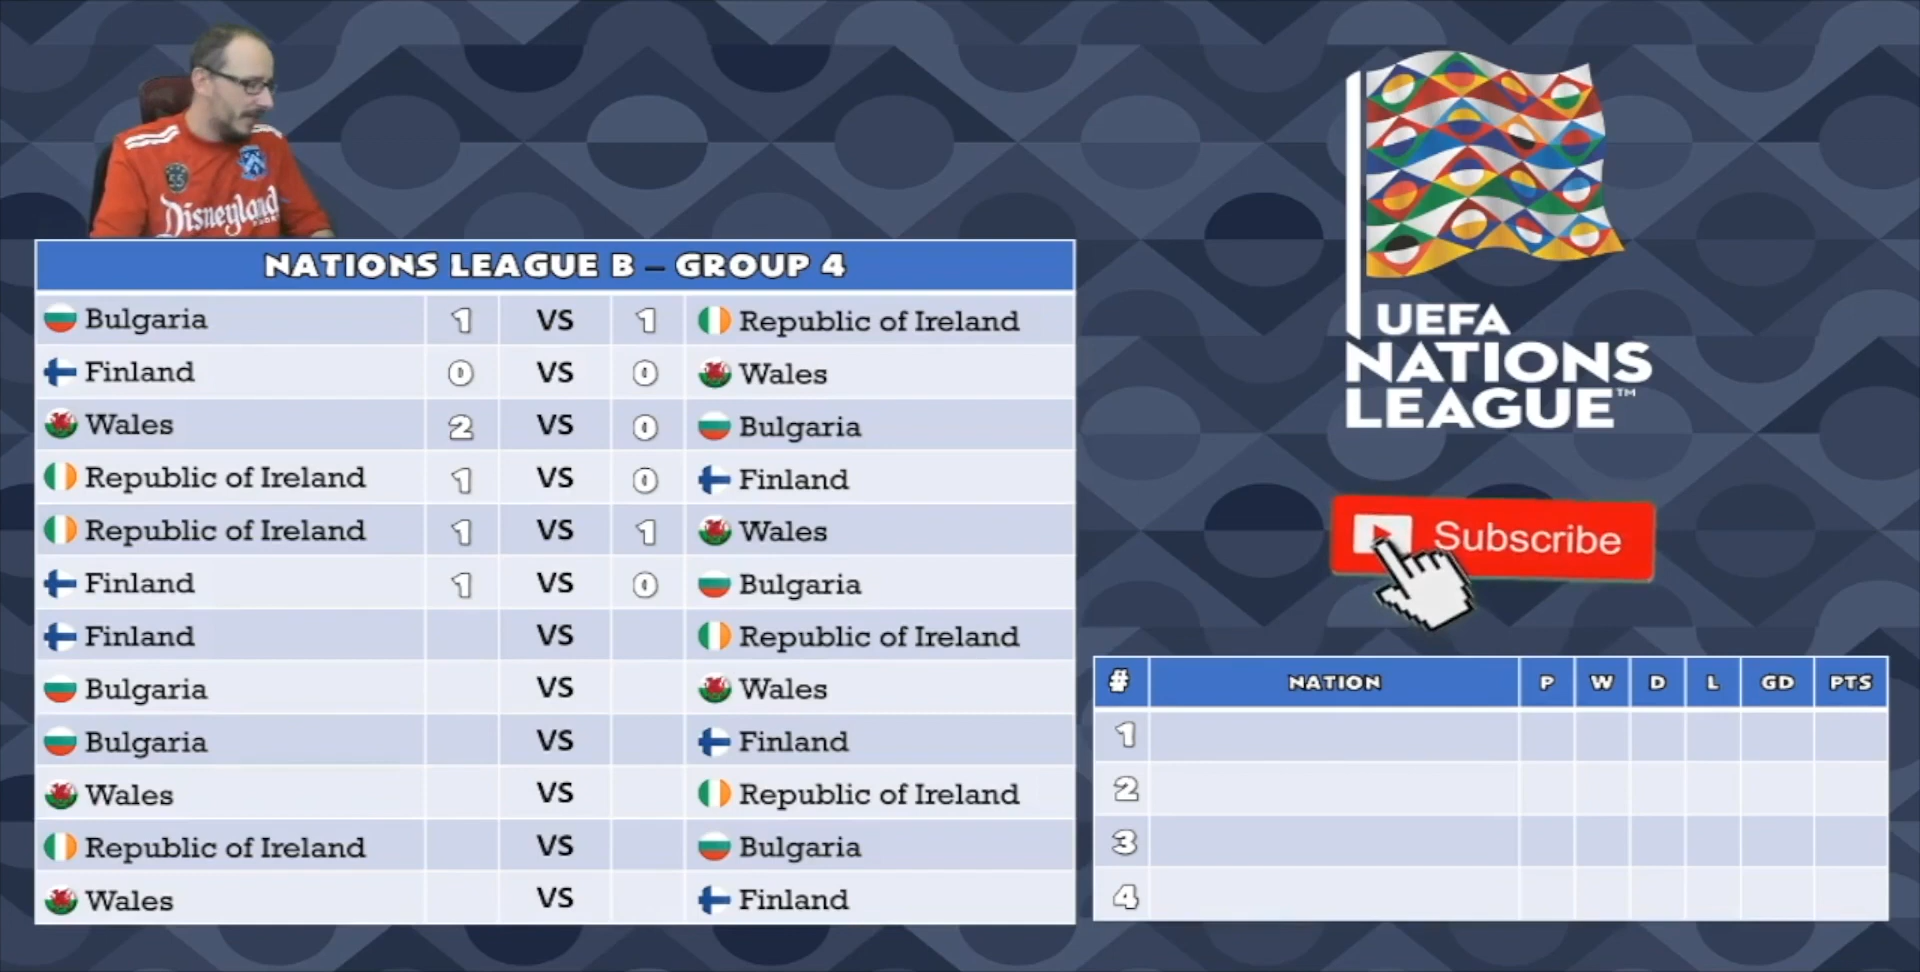 55
Disneyland
NATIONS LEAGUE B – GROUP 4
Bulgaria 1 VS 1 Republic of Ireland
Finland 0 VS 0 Wales
Wales 2 VS 0 Bulgaria
Republic of Ireland 1 VS 0 Finland
Republic of Ireland 1 VS 1 Wales
Finland 1 VS 0 Bulgaria
Finland VS Republic of Ireland
Bulgaria VS Wales
Bulgaria VS Finland
Wales VS Republic of Ireland
Republic of Ireland VS Bulgaria
Wales VS Finland
UEFA
NATIONS
LEAGUE™
Subscribe
# NATION P W D L GD PTS
1
2
3
4